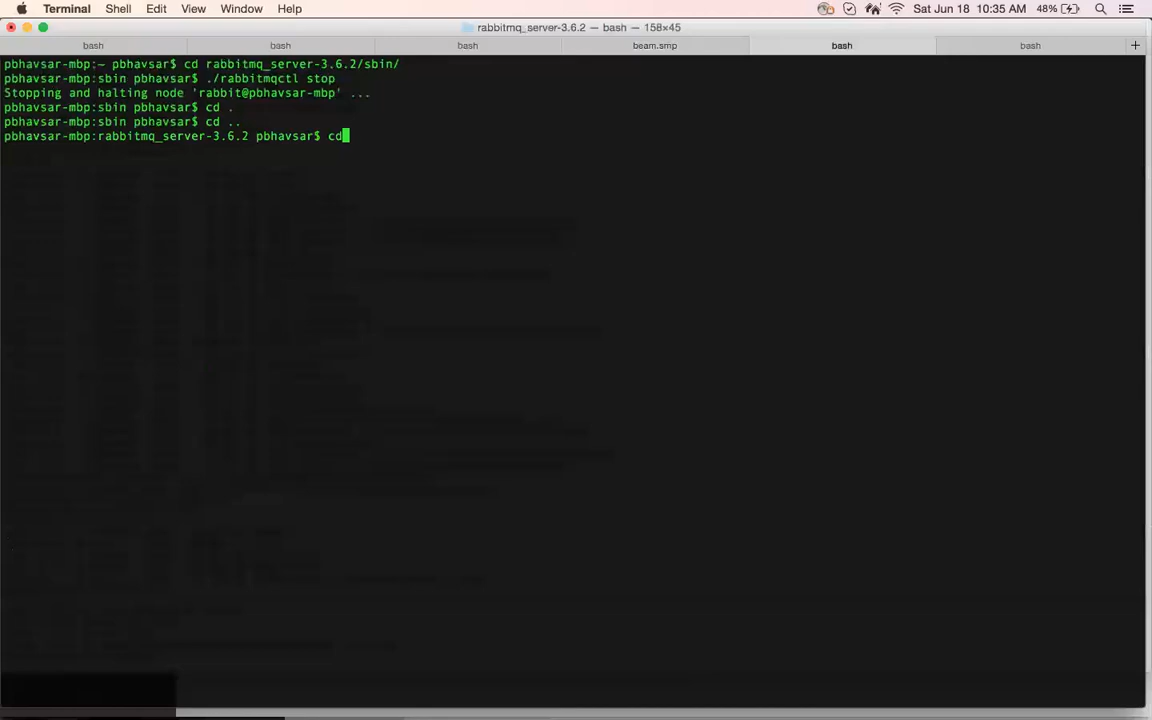 Terminal Shell Edit View Window Help Sat Jun 18 10:35 AM 48%
rabbitmq_server-3.6.2 — bash — 158×45
bash bash bash beam.smp bash bash +
pbhavsar-mbp:~ pbhavsar$ cd rabbitmq_server-3.6.2/sbin/
pbhavsar-mbp:sbin pbhavsar$ ./rabbitmqctl stop
Stopping and halting node 'rabbit@pbhavsar-mbp' ...
pbhavsar-mbp:sbin pbhavsar$ cd .
pbhavsar-mbp:sbin pbhavsar$ cd ..
pbhavsar-mbp:rabbitmq_server-3.6.2 pbhavsar$ cd